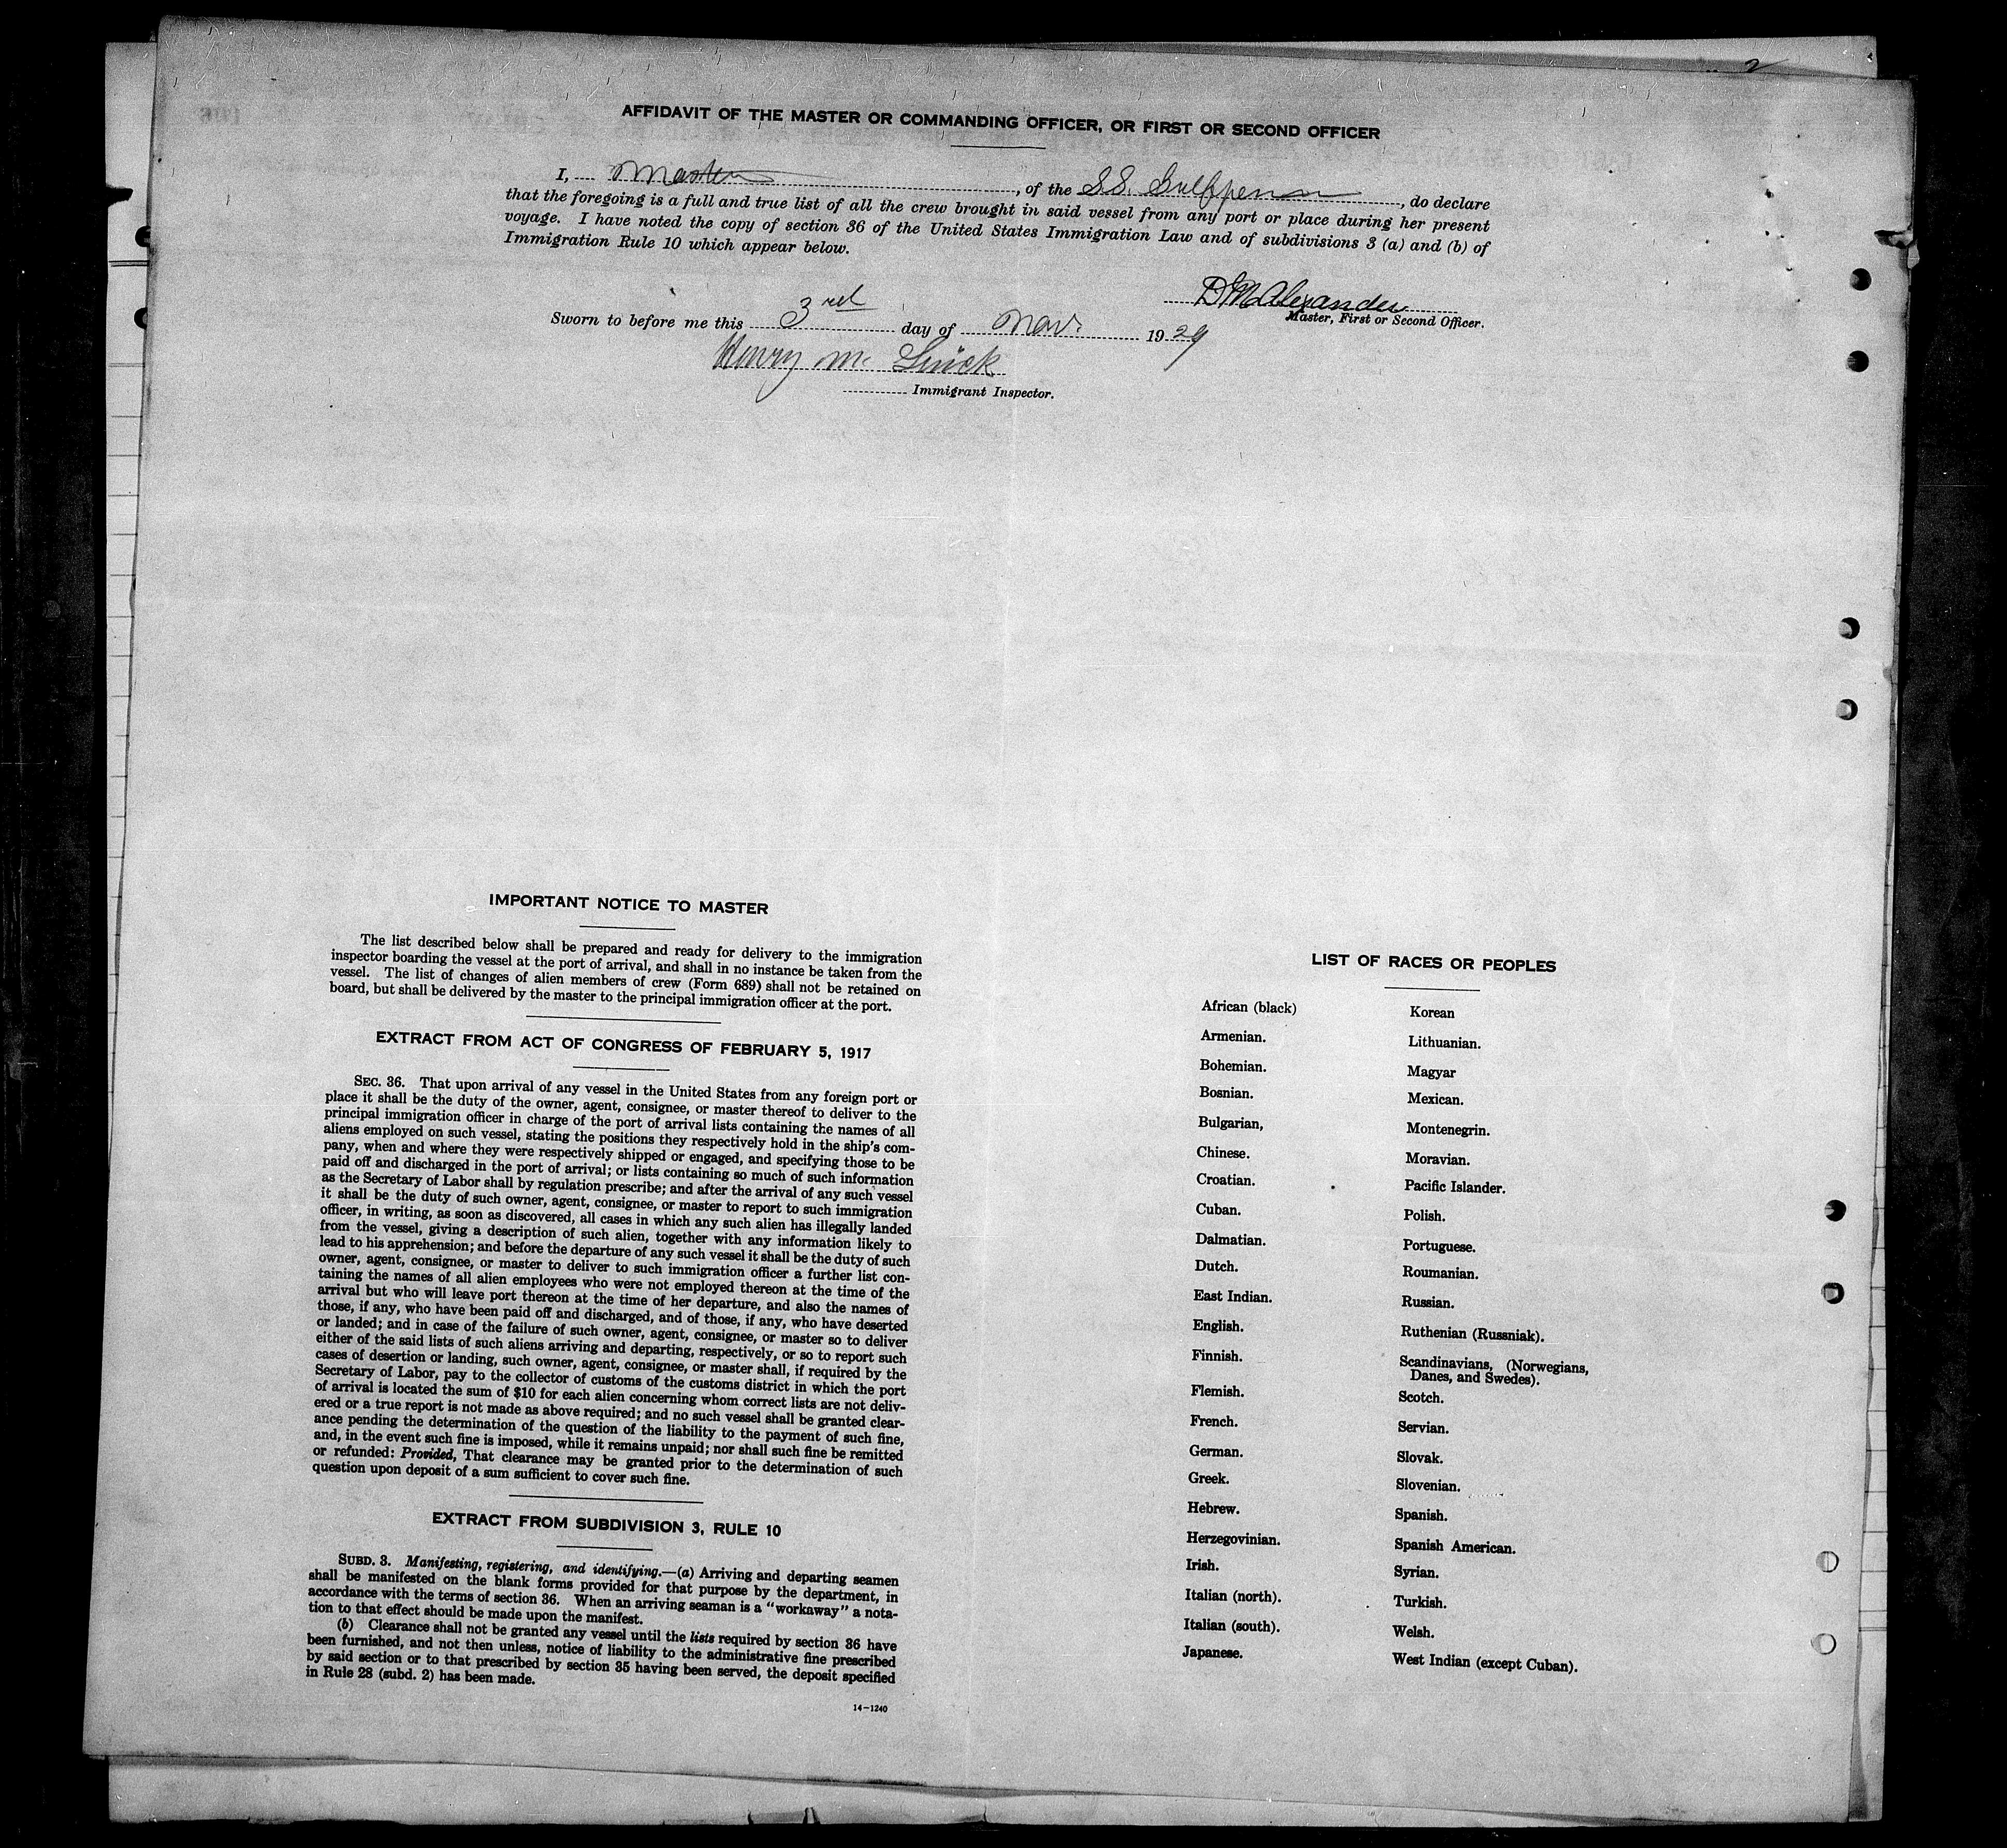 AFFIDAVIT OF THE MASTER OR COMMANDING OFFICER, OR FIRST OR SECOND OFFICER
I, Master, of the S.S. Gulfpenn, do declare
that the foregoing is a full and true list of all the crew brought in said vessel from any port or place during her present
voyage. I have noted the copy of section 36 of the United States Immigration Law and of subdivisions 3 (a) and (b) of
Immigration Rule 10 which appear below.
D M Alexander
Master, First or Second Officer.
Sworn to before me this 3rd day of Nov. 1929
Henry M.
Immigrant Inspector.
IMPORTANT NOTICE TO MASTER
The list described below shall be prepared and ready for delivery to the immigration
inspector boarding the vessel at the port of arrival, and shall in no instance be taken from the
vessel. The list of changes of alien members of crew (Form 689) shall not be retained on
board, but shall be delivered by the master to the principal immigration officer at the port.
EXTRACT FROM ACT OF CONGRESS OF FEBRUARY 5, 1917
SEC. 36. That upon arrival of any vessel in the United States from any foreign port or
place it shall be the duty of the owner, agent, consignee, or master thereof to deliver to the
principal immigration officer in charge of the port of arrival lists containing the names of all
aliens employed on such vessel, stating the positions they respectively hold in the ship's com-
pany, when and where they were respectively shipped or engaged, and specifying those to be
paid off and discharged in the port of arrival; or lists containing so much of such information
as the Secretary of Labor shall by regulation prescribe; and after the arrival of any such vessel
it shall be the duty of such owner, agent, consignee, or master to report to such immigration
officer, in writing, as soon as discovered, all cases in which any such alien has illegally landed
from the vessel, giving a description of such alien, together with any information likely to
lead to his apprehension; and before the departure of any such vessel it shall be the duty of such
owner, agent, consignee, or master to deliver to such immigration officer a further list con-
taining the names of all alien employees who were not employed thereon at the time of the
arrival but who will leave port thereon at the time of her departure, and also the names of
those, if any, who have been paid off and discharged, and of those, if any, who have deserted
or landed; and in case of the failure of such owner, agent, consignee, or master so to deliver
either of the said lists of such aliens arriving and departing, respectively, or so to report such
cases of desertion or landing, such owner, agent, consignee, or master shall, if required by the
Secretary of Labor, pay to the collector of customs of the customs district in which the port
of arrival is located the sum of $10 for each alien concerning whom correct lists are not deliv-
ered or a true report is not made as above required; and no such vessel shall be granted clear-
ance pending the determination of the question of the liability to the payment of such fine,
and, in the event such fine is imposed, while it remains unpaid; nor shall such fine be remitted
or refunded: Provided, That clearance may be granted prior to the determination of such
question upon deposit of a sum sufficient to cover such fine.
EXTRACT FROM SUBDIVISION 3, RULE 10
SUBD. 3. Manifesting, registering, and identifying.—(a) Arriving and departing seamen
shall be manifested on the blank forms provided for that purpose by the department, in
accordance with the terms of section 36. When an arriving seaman is a "workaway" a nota-
tion to that effect should be made upon the manifest.
(b) Clearance shall not be granted any vessel until the lists required by section 36 have
been furnished, and not then unless, notice of liability to the administrative fine prescribed
by said section or to that prescribed by section 35 having been served, the deposit specified
in Rule 28 (subd. 2) has been made.
14-1240
LIST OF RACES OR PEOPLES
African (black)
Armenian.
Bohemian.
Bosnian.
Bulgarian,
Chinese.
Croatian.
Cuban.
Dalmatian.
Dutch.
East Indian.
English.
Finnish.
Flemish.
French.
German.
Greek.
Hebrew.
Herzegovinian.
Irish.
Italian (north).
Italian (south).
Japanese.
Korean
Lithuanian.
Magyar
Mexican.
Montenegrin.
Moravian.
Pacific Islander.
Polish.
Portuguese.
Roumanian.
Russian.
Ruthenian (Russniak).
Scandinavians, (Norwegians,
Danes, and Swedes).
Scotch.
Servian.
Slovak.
Slovenian.
Spanish.
Spanish American.
Syrian.
Turkish.
Welsh.
West Indian (except Cuban).